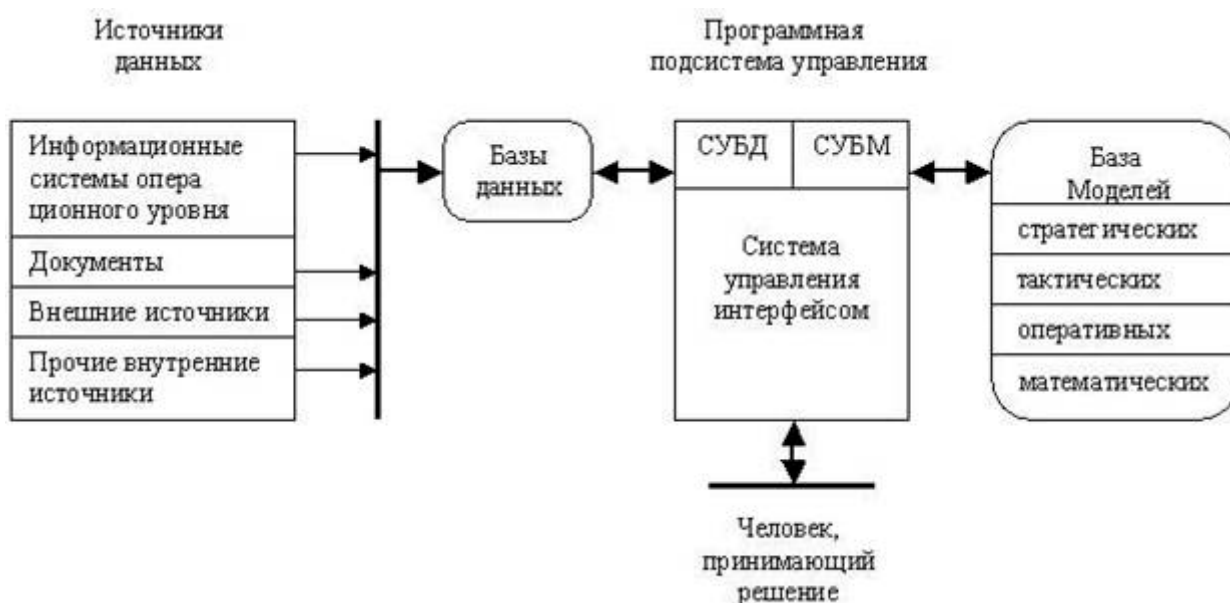 Источники
данных
Программная
подсистема управления
Информационные
системы опера
ционного уровня
Документы
Внешние источники
Прочие внутренние
источники
Базы
данных
СУБД
СУБМ
Система
управления
интерфейсом
База
Моделей
стратегических
тактических
оперативных
математических
Человек,
принимающий
решение